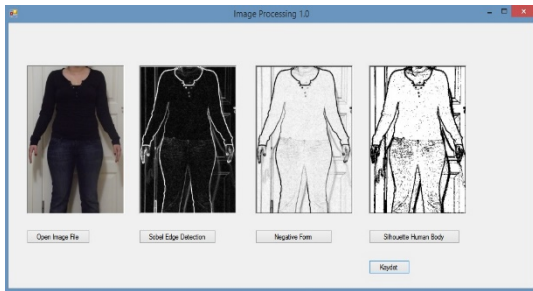 Image Processing 1.0
Open Image File
Sobel Edge Detection
Negative Form
Silhouette Human Body
Kaydet